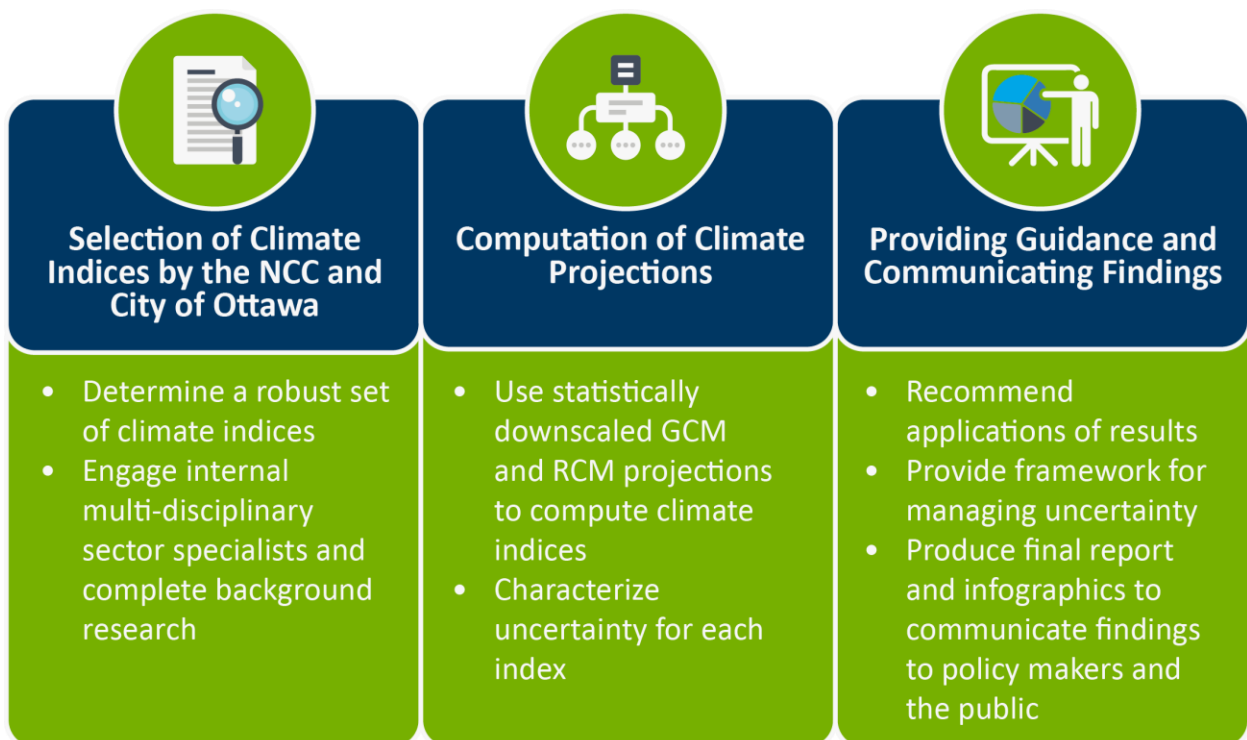 Selection of Climate
Indices by the NCC and
City of Ottawa
• Determine a robust set
of climate indices
• Engage internal
multi-disciplinary
sector specialists and
complete background
research
Computation of Climate
Projections
• Use statistically
downscaled GCM
and RCM projections
to compute climate
indices
• Characterize
uncertainty for each
index
Providing Guidance and
Communicating Findings
• Recommend
applications of results
• Provide framework for
managing uncertainty
• Produce final report
and infographics to
communicate findings
to policy makers and
the public